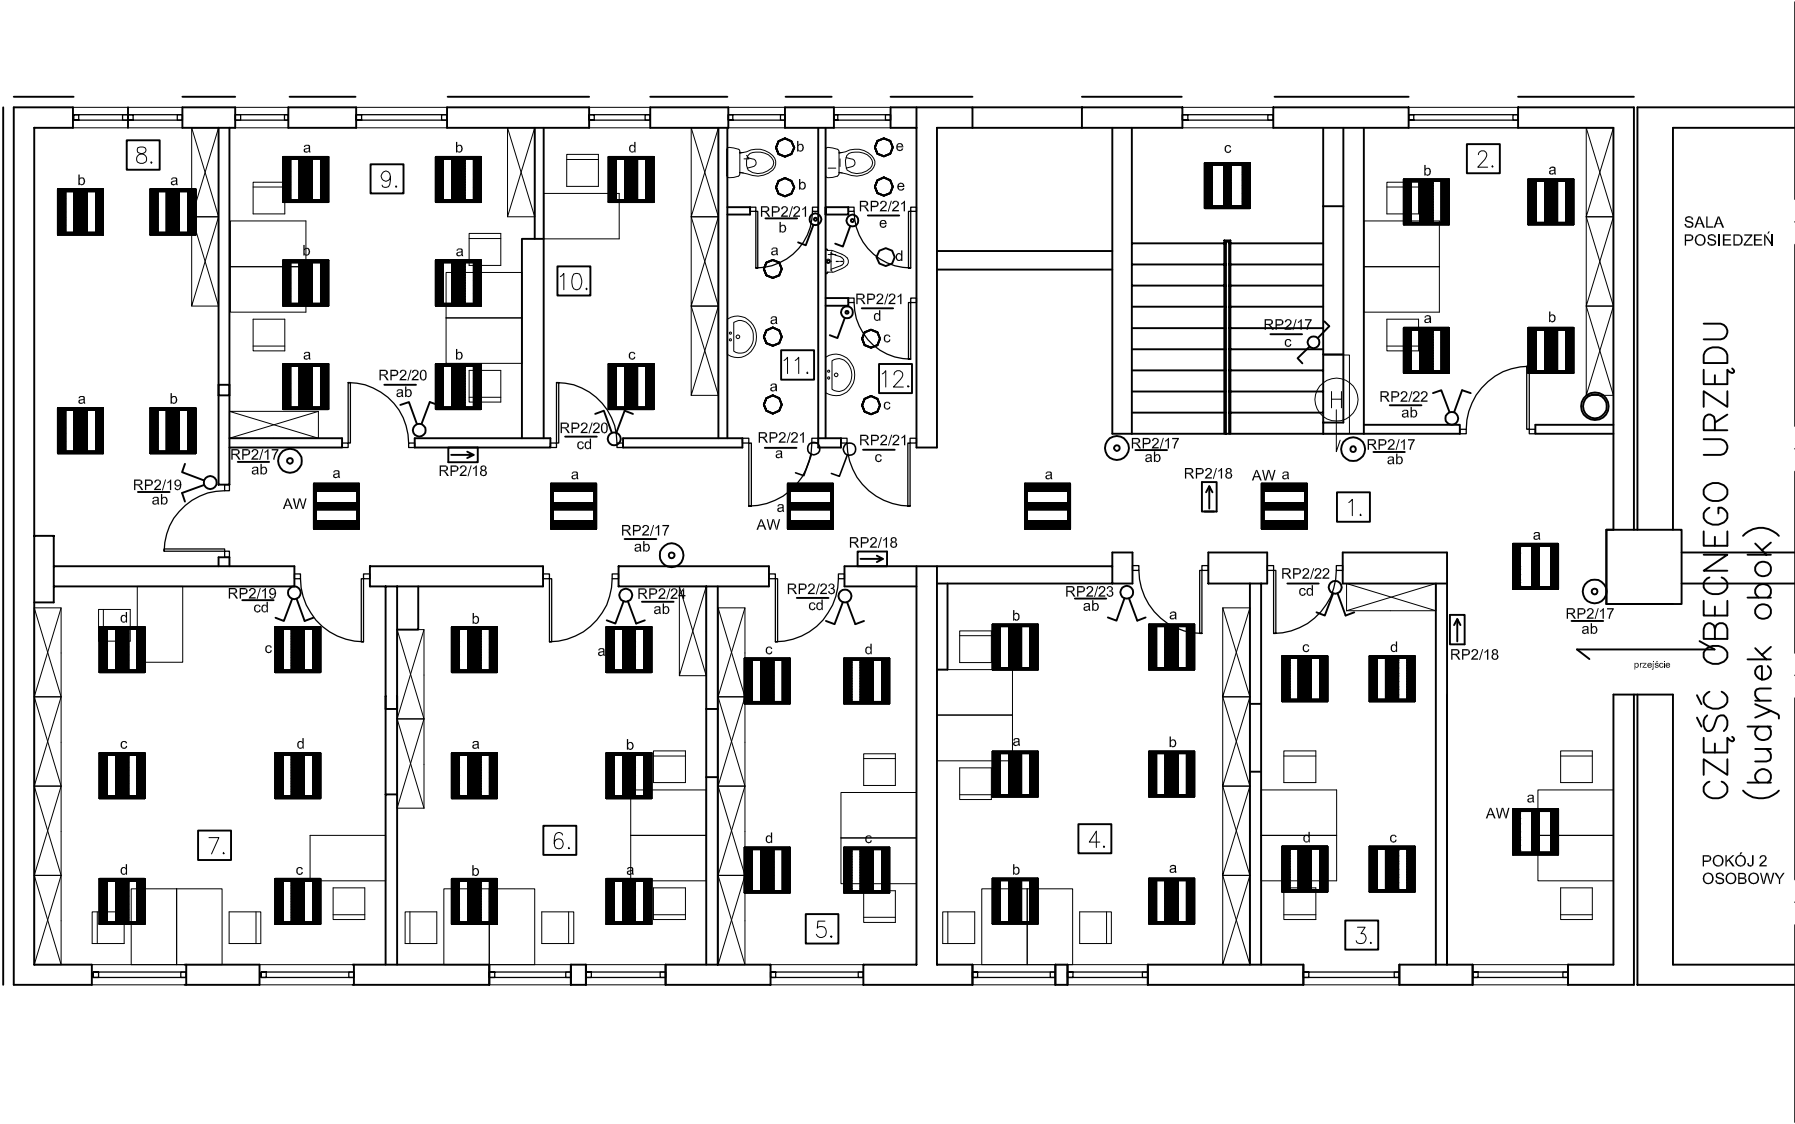 8.
b
a
a
b
RP2/19
ab
9.
a
b
b
a
a
b
RP2/20
ab
10.
d
c
RP2/20
cd
11.
b
b
RP2/21
b
a
a
a
RP2/21
a
12.
e
e
RP2/21
e
d
RP2/21
d
c
c
RP2/21
c
c
RP2/17
c
H
2.
b
a
a
b
RP2/22
ab
SALA
POSIEDZEŃ
RP2/17
ab
AW
a
RP2/18
a
a
AW
RP2/17
ab
RP2/18
a
RP2/17
ab
RP2/18
AW a
RP2/17
ab
1.
a
RP2/17
ab
RP2/18
przejście
AW
a
CZĘŚĆ OBECNEGO URZĘDU
(budynek obok)
POKÓJ 2
OSOBOWY
7.
RP2/19
cd
d
c
c
d
d
c
6.
RP2/24
ab
b
a
a
b
b
a
5.
RP2/23
cd
c
d
d
c
4.
RP2/23
ab
b
a
a
b
b
a
3.
RP2/22
cd
c
d
d
c